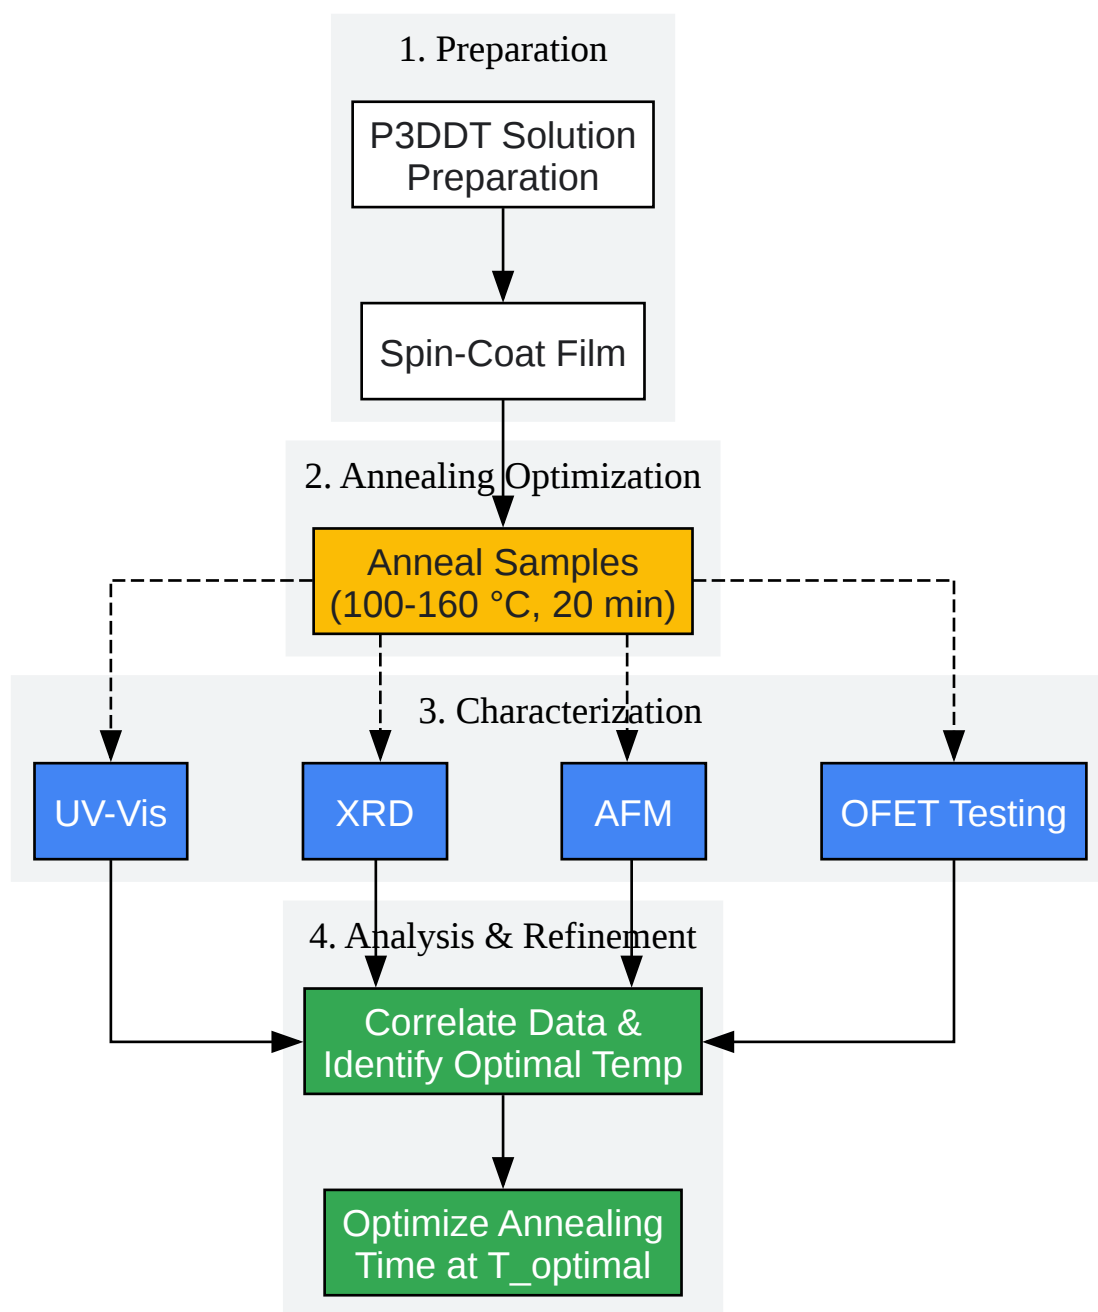 1. Preparation
P3DDT Solution
Preparation
Spin-Coat Film
2. Annealing Optimization
Anneal Samples
(100-160 °C, 20 min)
3. Characterization
UV-Vis
XRD
AFM
OFET Testing
4. Analysis & Refinement
Correlate Data &
Identify Optimal Temp
Optimize Annealing
Time at T_optimal